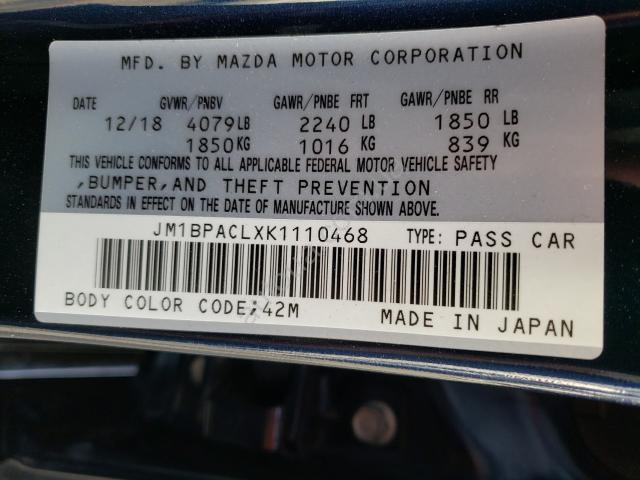 MFD. BY MAZDA MOTOR CORPORATION
DATE GVWR/PNBV GAWR/PNBE FRT GAWR/PNBE RR
12/18 4079LB 2240 LB 1850 LB
1850KG 1016 KG 839 KG
THIS VEHICLE CONFORMS TO ALL APPLICABLE FEDERAL MOTOR VEHICLE SAFETY
,BUMPER,AND THEFT PREVENTION
STANDARDS IN EFFECT ON THE DATE OF MANUFACTURE SHOWN ABOVE.
JM1BPACLXK1110468 TYPE: PASS CAR
BODY COLOR CODE;42M MADE IN JAPAN